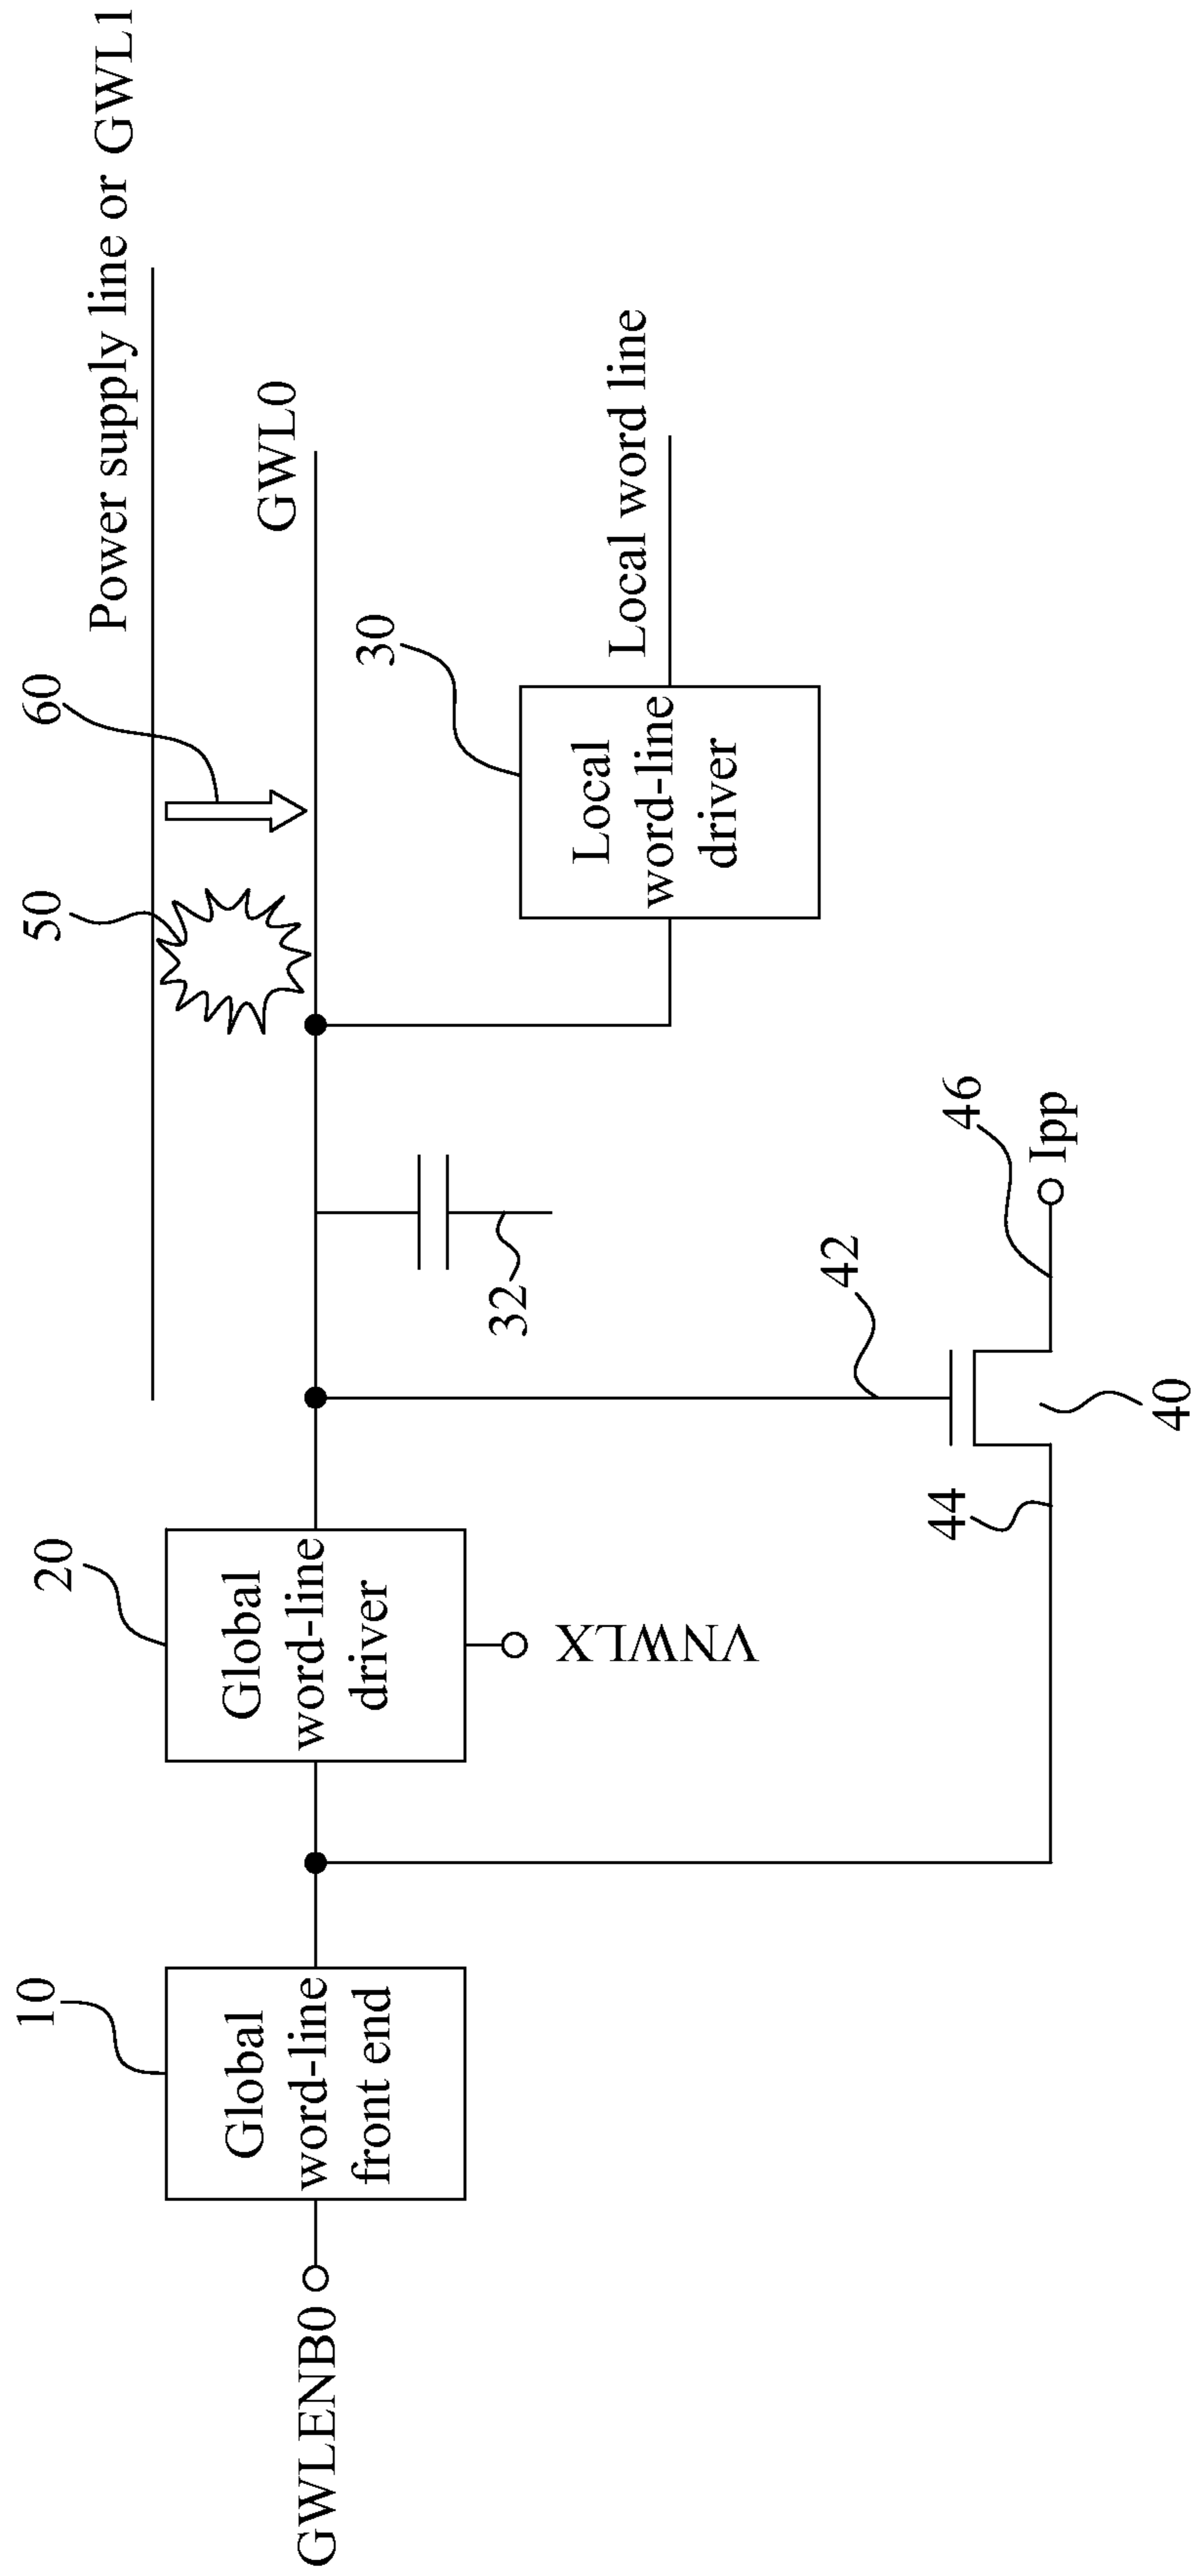 Power supply line or GWL1
60
50
GWL0
20
10
30
Global
word-line
front end
Global
word-line
driver
Local
word-line
driver
Local word line
GWLENB0
32
VNWLX
42
46
Ipp
44
40